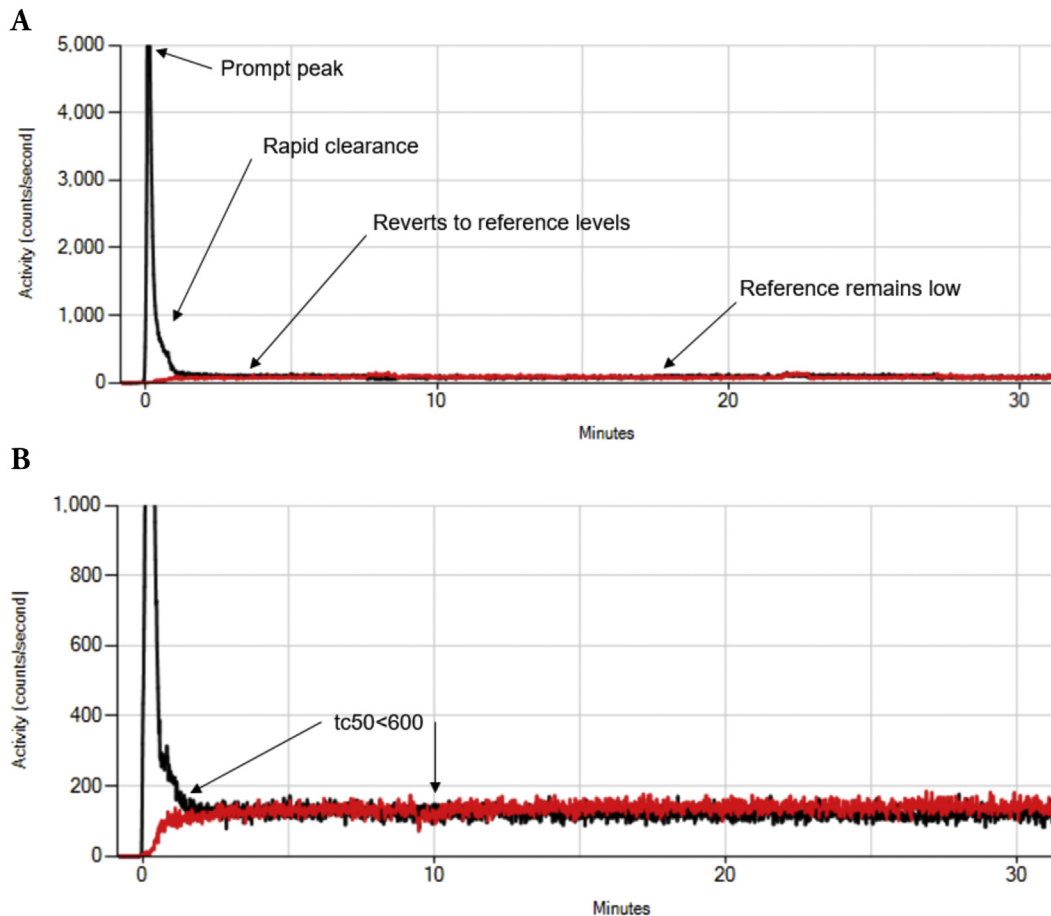 A
5,000
Prompt peak
4,000
Rapid clearance
3,000
Reverts to reference levels
2,000
Reference remains low
1,000
0
Activity [counts/second]
0
10
20
30
Minutes
B
1,000
800
600
tc50<600
400
200
0
Activity [counts/second]
0
10
20
30
Minutes